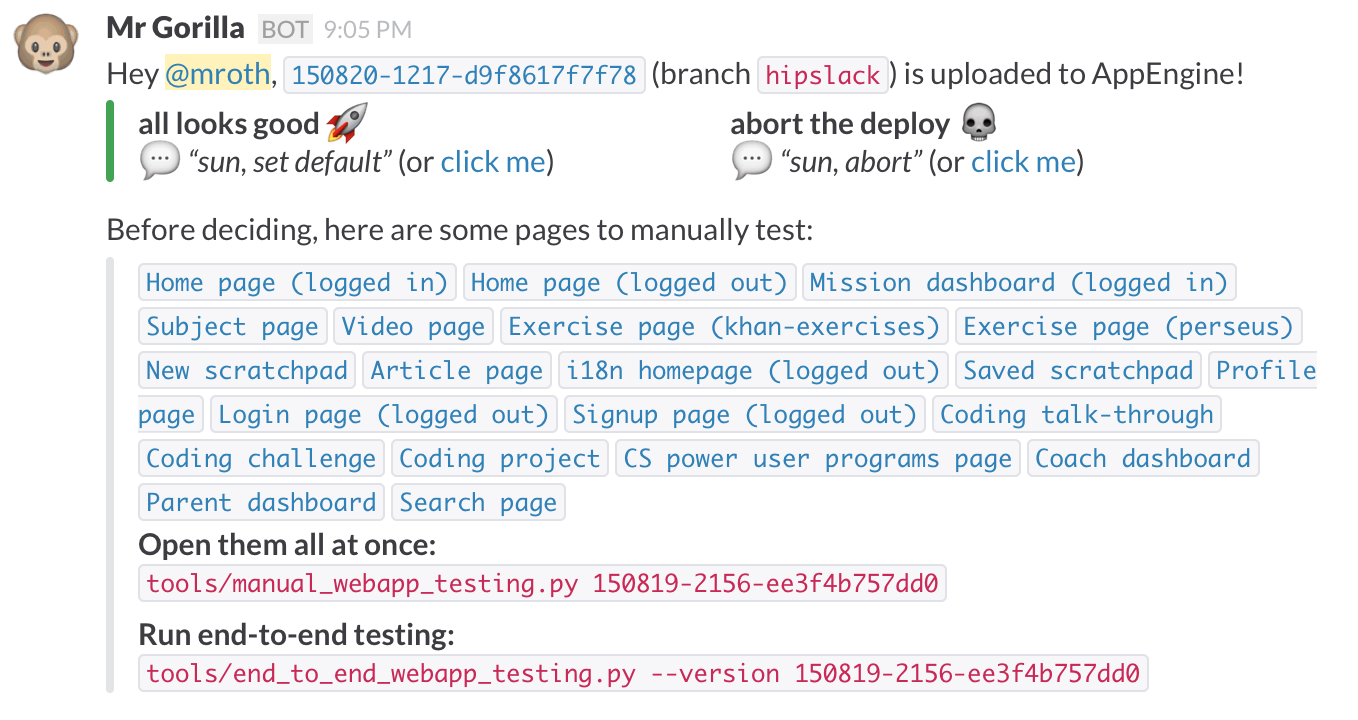 Mr Gorilla BOT 9:05 PM
Hey @mroth, 150820-1217-d9f8617f7f78 (branch hipslack) is uploaded to AppEngine!
all looks good 🚀 abort the deploy 💀
💬 “sun, set default” (or click me) 💬 “sun, abort” (or click me)
Before deciding, here are some pages to manually test:
Home page (logged in) Home page (logged out) Mission dashboard (logged in)
Subject page Video page Exercise page (khan-exercises) Exercise page (perseus)
New scratchpad Article page i18n homepage (logged out) Saved scratchpad Profile
page Login page (logged out) Signup page (logged out) Coding talk-through
Coding challenge Coding project CS power user programs page Coach dashboard
Parent dashboard Search page
Open them all at once:
tools/manual_webapp_testing.py 150819-2156-ee3f4b757dd0
Run end-to-end testing:
tools/end_to_end_webapp_testing.py --version 150819-2156-ee3f4b757dd0